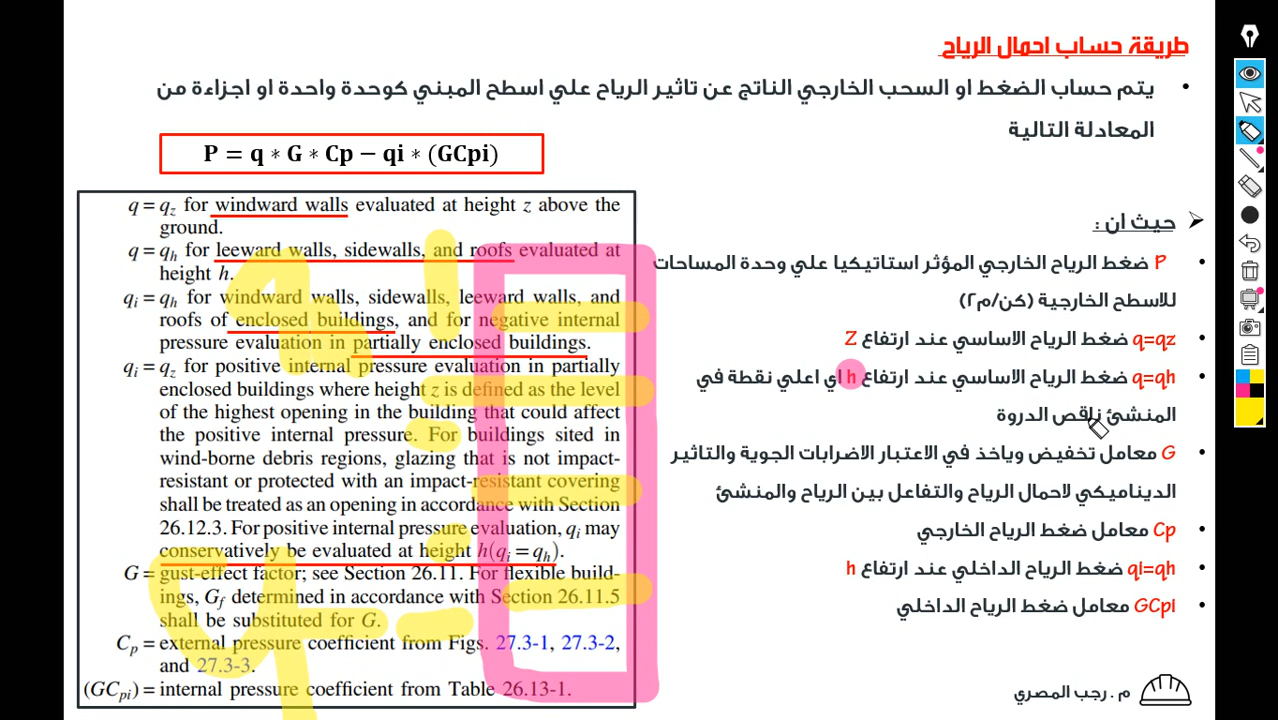 طريقة حساب احمال الرياح
• يتم حساب الضغط او السحب الخارجي الناتج عن تاثير الرياح علي اسطح المبني كوحدة واحدة او اجزاءة من
المعادلة التالية
P = q * G * Cp − qi * (GCpi)
q = qz for windward walls evaluated at height z above the
ground.
q = qh for leeward walls, sidewalls, and roofs evaluated at
height h.
qi = qh for windward walls, sidewalls, leeward walls, and
roofs of enclosed buildings, and for negative internal
pressure evaluation in partially enclosed buildings.
qi = qz for positive internal pressure evaluation in partially
enclosed buildings where height z is defined as the level
of the highest opening in the building that could affect
the positive internal pressure. For buildings sited in
wind-borne debris regions, glazing that is not impact-
resistant or protected with an impact-resistant covering
shall be treated as an opening in accordance with Section
26.12.3. For positive internal pressure evaluation, qi may
conservatively be evaluated at height h(qi = qh).
G = gust-effect factor; see Section 26.11. For flexible build-
ings, Gf determined in accordance with Section 26.11.5
shall be substituted for G.
Cp = external pressure coefficient from Figs. 27.3-1, 27.3-2,
and 27.3-3.
(GCpi) = internal pressure coefficient from Table 26.13-1.
حيث ان :
• P ضغط الرياح الخارجي المؤثر استاتيكيا علي وحدة المساحات
للاسطح الخارجية (كن/م٢)
• q=qz ضغط الرياح الاساسي عند ارتفاع Z
• q=qh ضغط الرياح الاساسي عند ارتفاع h اي اعلي نقطة في
المنشئ ناقص الدروة
• G معامل تخفيض وياخذ في الاعتبار الاضرابات الجوية والتاثير
الديناميكي لاحمال الرياح والتفاعل بين الرياح والمنشئ
• Cp معامل ضغط الرياح الخارجي
• qi=qh ضغط الرياح الداخلي عند ارتفاع h
• GCpi معامل ضغط الرياح الداخلي
م . رجب المصري